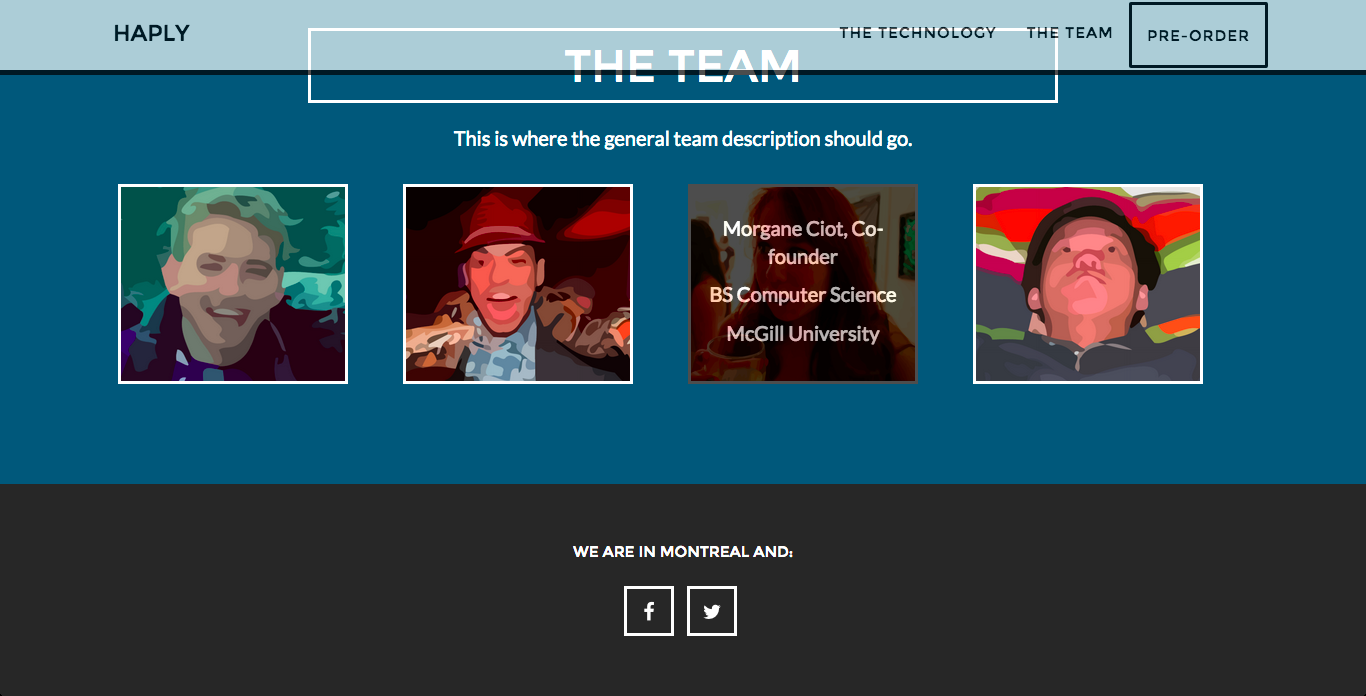 HAPLY
THE TECHNOLOGY
THE TEAM
PRE-ORDER
THE TEAM
This is where the general team description should go.
Morgane Ciot, Co-
founder
BS Computer Science
McGill University
WE ARE IN MONTREAL AND: